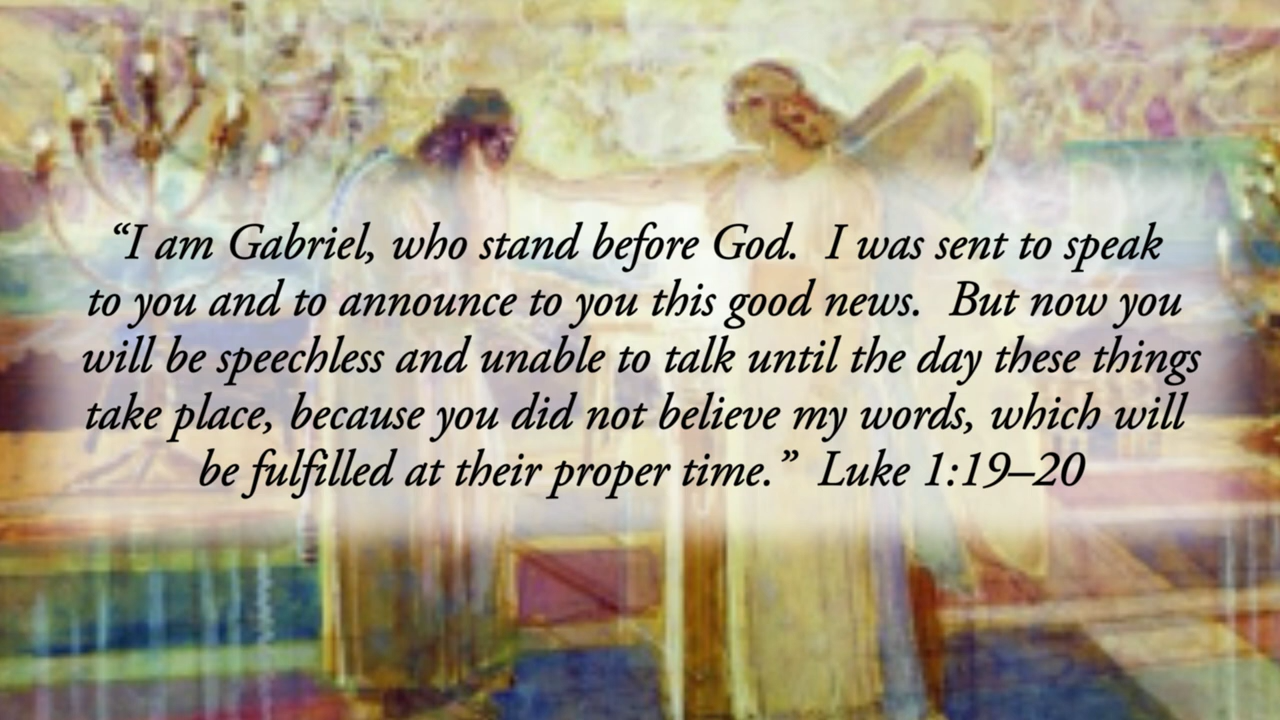 “I am Gabriel, who stand before God.  I was sent to speak
to you and to announce to you this good news.  But now you
will be speechless and unable to talk until the day these things
take place, because you did not believe my words, which will
be fulfilled at their proper time.”  Luke 1:19–20